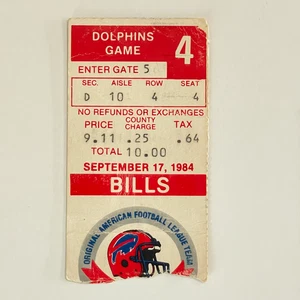 DOLPHINS
GAME
4
ENTER GATE 5
SEC. AISLE ROW SEAT
D 10 4 4
NO REFUNDS OR EXCHANGES
PRICE COUNTY CHARGE TAX
9.11 .25 .64
TOTAL 10.00
SEPTEMBER 17, 1984
BILLS
ORIGINAL AMERICAN FOOTBALL LEAGUE TEAM